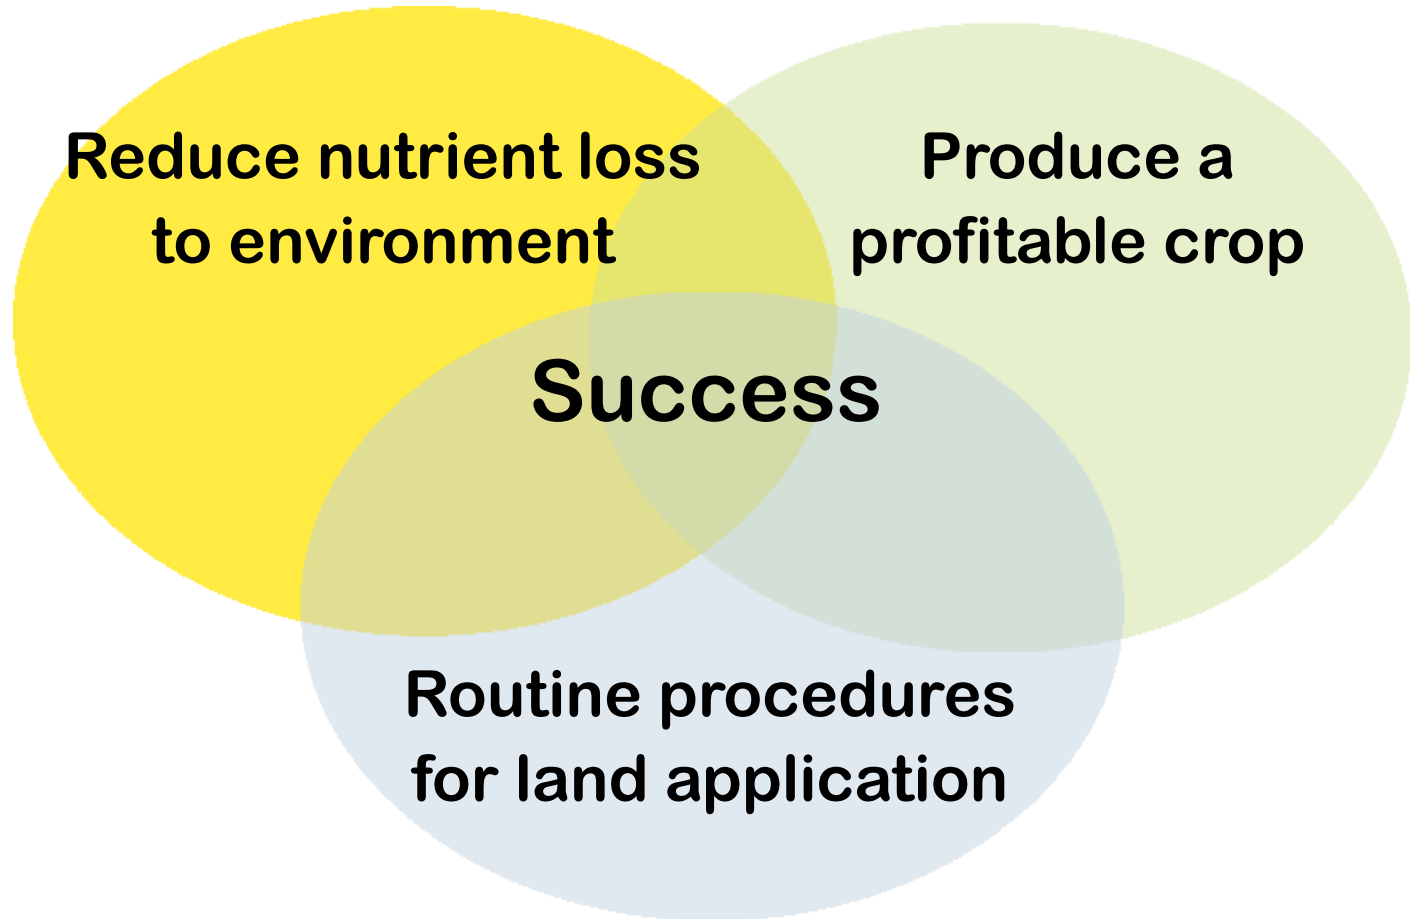 Reduce nutrient loss
to environment
Produce a
profitable crop
Success
Routine procedures
for land application